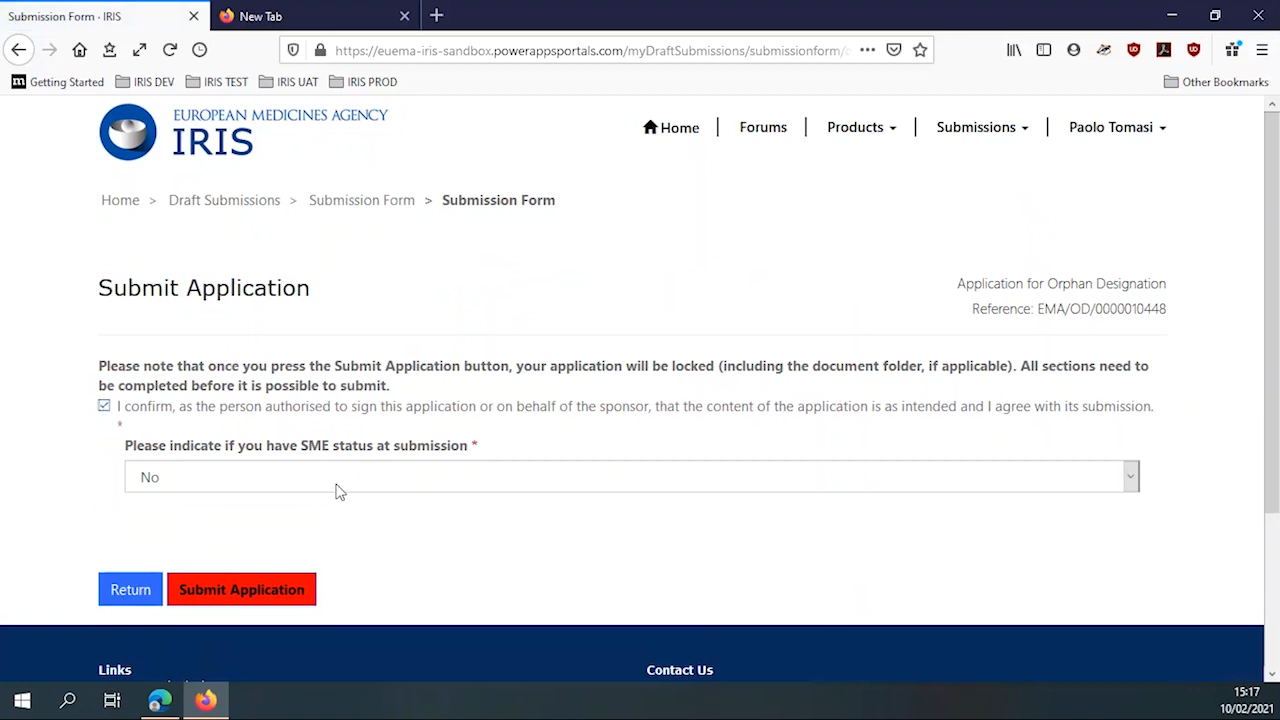 Submission Form - IRIS
New Tab
https://euema-iris-sandbox.powerappsportals.com/myDraftSubmissions/submissionform/
Getting Started
IRIS DEV
IRIS TEST
IRIS UAT
IRIS PROD
Other Bookmarks
EUROPEAN MEDICINES AGENCY
IRIS
Home
Forums
Products
Submissions
Paolo Tomasi
Home > Draft Submissions > Submission Form > Submission Form
Submit Application
Application for Orphan Designation
Reference: EMA/OD/0000010448
Please note that once you press the Submit Application button, your application will be locked (including the document folder, if applicable). All sections need to
be completed before it is possible to submit.
I confirm, as the person authorised to sign this application or on behalf of the sponsor, that the content of the application is as intended and I agree with its submission.
*
Please indicate if you have SME status at submission *
No
Return
Submit Application
Links
Contact Us
15:17
10/02/2021